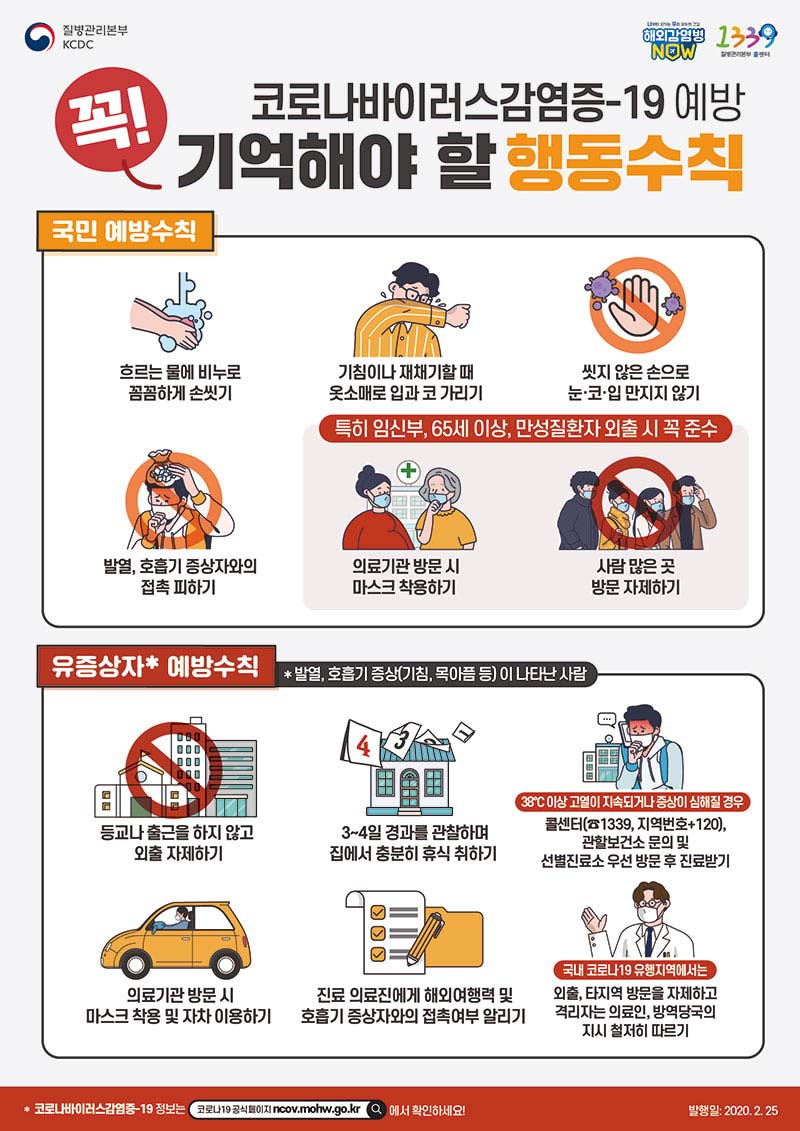 질병관리본부
KCDC
해외감염병
NOW
1339
질병관리본부 콜센터
꼭!
코로나바이러스감염증-19 예방
기억해야 할 행동수칙
국민 예방수칙
흐르는 물에 비누로
꼼꼼하게 손씻기
기침이나 재채기할 때
옷소매로 입과 코 가리기
씻지 않은 손으로
눈·코·입 만지지 않기
특히 임신부, 65세 이상, 만성질환자 외출 시 꼭 준수
발열, 호흡기 증상자와의
접촉 피하기
의료기관 방문 시
마스크 착용하기
사람 많은 곳
방문 자제하기
유증상자* 예방수칙
* 발열, 호흡기 증상(기침, 목아픔 등) 이 나타난 사람
등교나 출근을 하지 않고
외출 자제하기
4 3 2 1
3~4일 경과를 관찰하며
집에서 충분히 휴식 취하기
38℃ 이상 고열이 지속되거나 증상이 심해질 경우
콜센터(☎1339, 지역번호+120),
관할보건소 문의 및
선별진료소 우선 방문 후 진료받기
의료기관 방문 시
마스크 착용 및 자차 이용하기
진료 의료진에게 해외여행력 및
호흡기 증상자와의 접촉여부 알리기
국내 코로나19 유행지역에서는
외출, 타지역 방문을 자제하고
격리자는 의료인, 방역당국의
지시 철저히 따르기
* 코로나바이러스감염증-19 정보는 코로나19 공식페이지 ncov.mohw.go.kr 에서 확인하세요!
발행일: 2020. 2. 25